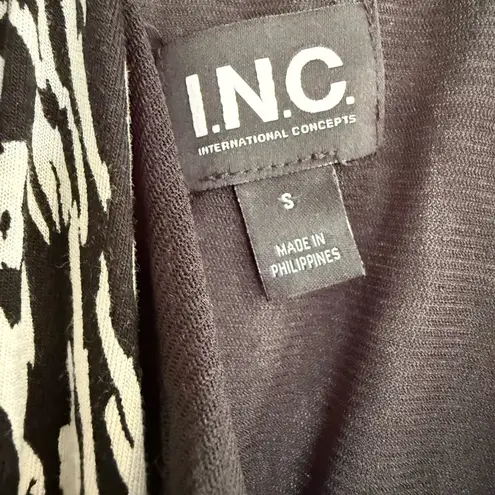 I.N.C.
INTERNATIONAL CONCEPTS
S
MADE IN
PHILIPPINES